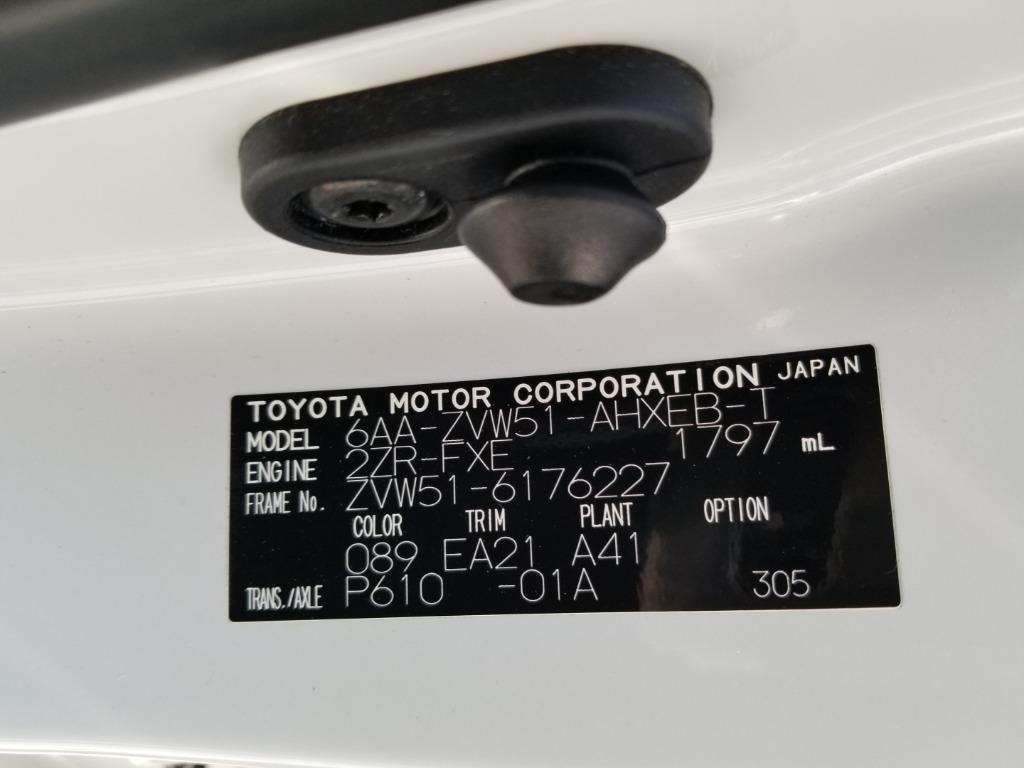 TOYOTA MOTOR CORPORATION JAPAN
MODEL 6AA-ZVW51-AHXEB-T
ENGINE 2ZR-FXE 1797 mL
FRAME No. ZVW51-6176227
COLOR TRIM PLANT OPTION
089 EA21 A41
TRANS./AXLE P610 -01A 305